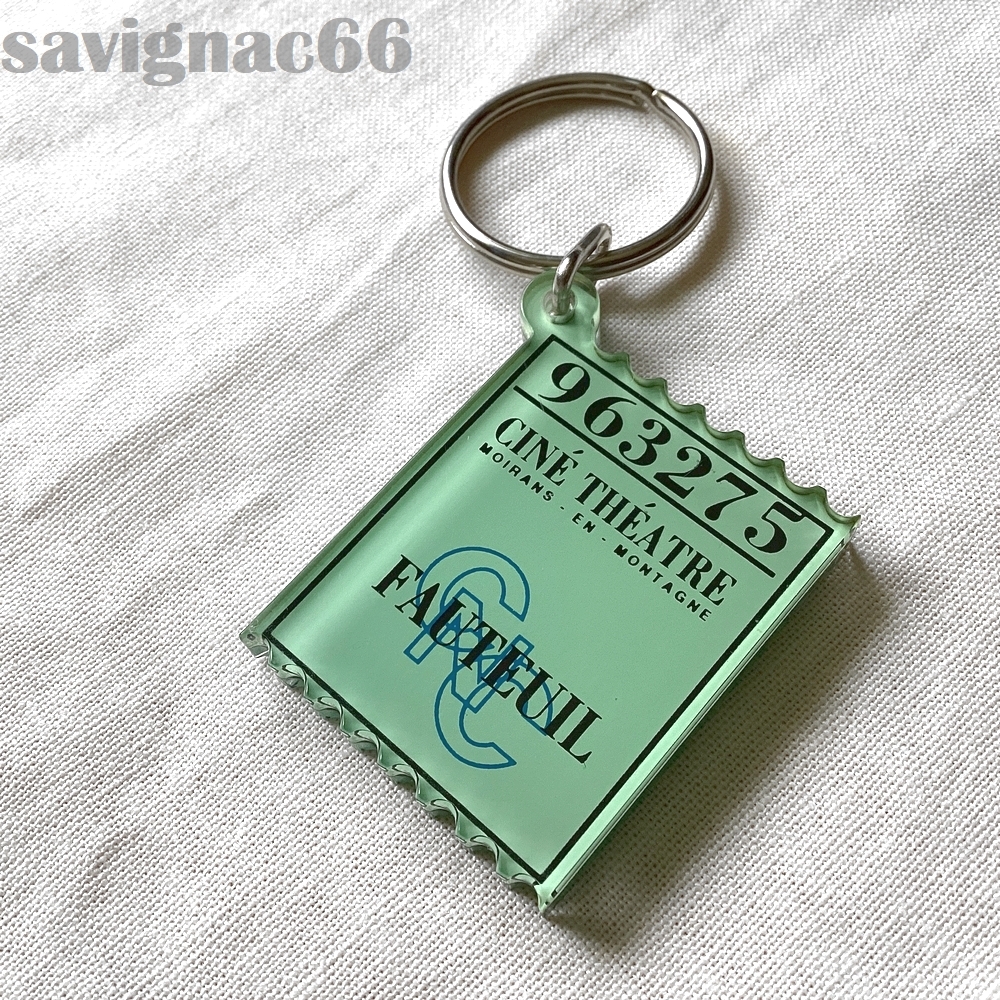 savignac66
963275
CINÉ THÉATRE
MOIRANS - EN - MONTAGNE
FAUTEUIL